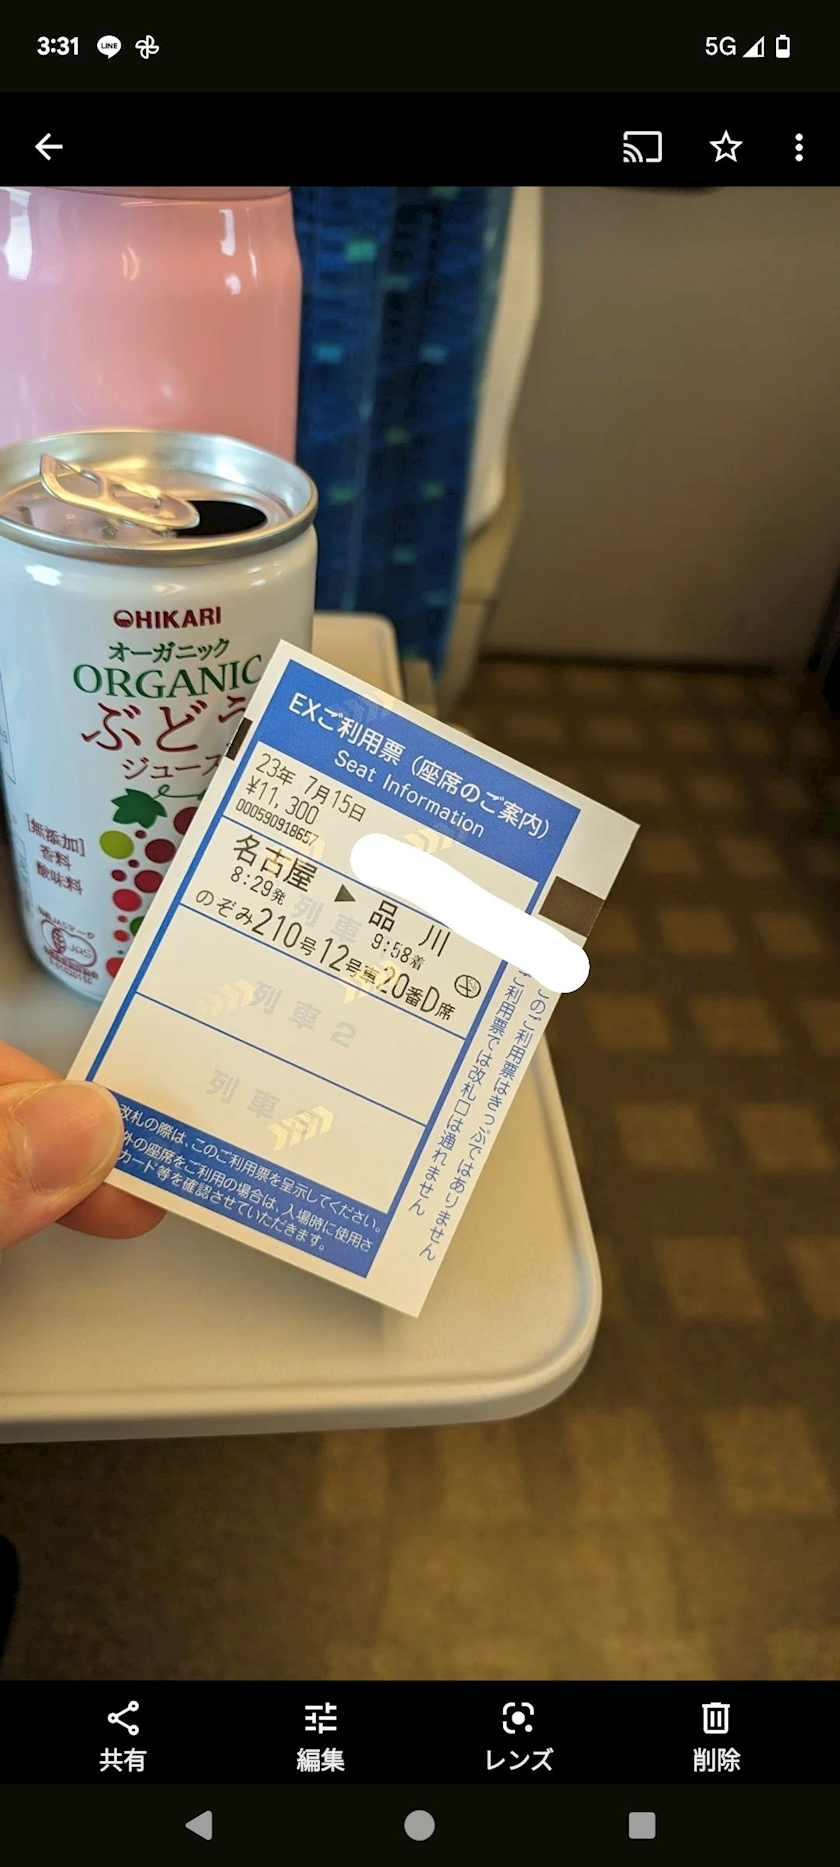 3:31
LINE
5G
HIKARI
オーガニック
ORGANIC
ぶどう
ジュース
[無添加]
香料
酸味料
JAS
EXご利用票（座席のご案内）
Seat Information
23年 7月15日
¥11,300
000590918657
名古屋 ▶ 品川
8:29発 9:58着
のぞみ210号12号車20番D席
列車
列車2
列車
改札の際は、このご利用票を呈示してください。
外の座席をご利用の場合は、入場時に使用さ
カード等を確認させていただきます。
このご利用票はきっぷではありません
ご利用票では改札口は通れません
共有
編集
レンズ
削除